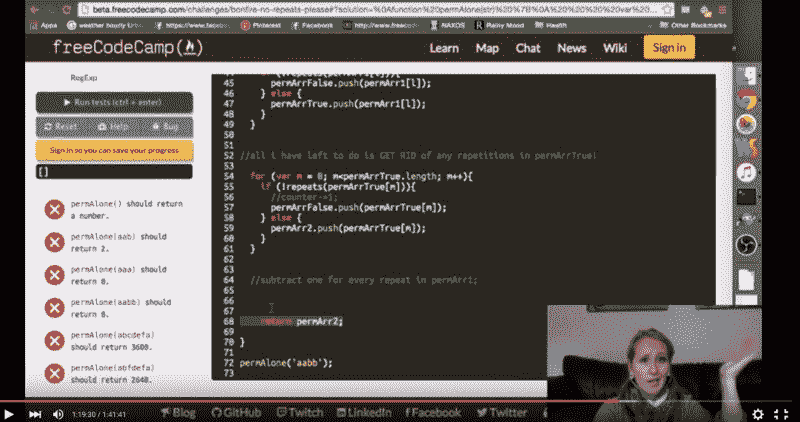 beta.freecodecamp.com/challenges/bonfire-no-repeats-please#?solution=%0Afunction%20permAlone(str)%20%7B%0A%20%20%20%20var%20...
Apps weather bounty https://www.facebo Pinterest Facebook http://www.freeco NAXOS Rainy Mood Health Other Bookmarks
freeCodeCamp Learn Map Chat News Wiki Sign in
RegExp
Run tests (ctrl + enter)
Reset Help Bug
Sign in so you can save your progress
[]
permAlone() should return
a number.
permAlone(aab) should
return 2.
permAlone(aaa) should
return 0.
permAlone(aabb) should
return 8.
permAlone(abcdefa)
should return 3600.
permAlone(abfdefa)
should return 2640.
45 permArrFalse.push(permArr1[l]);
46 } else {
47 permArrTrue.push(permArr1[l]);
48 }
49 }
50
51
52 //all i have left to do is GET RID of any repetitions in permArrTrue!
53
54 for (var m = 0; m<permArrTrue.length; m++){
55 if (!repeats(permArrTrue[m])){
56 //counter-=1;
57 permArrFalse.push(permArrTrue[m]);
58 } else {
59 permArr2.push(permArrTrue[m]);
60 }
61 }
62
63
64 //subtract one for every repeat in permArr1;
65
66
67
68 return permArr2;
69
70 }
71
72 permAlone('aabb');
73
Blog GitHub Twitch LinkedIn Facebook Twitter
1:19:30 / 1:41:41